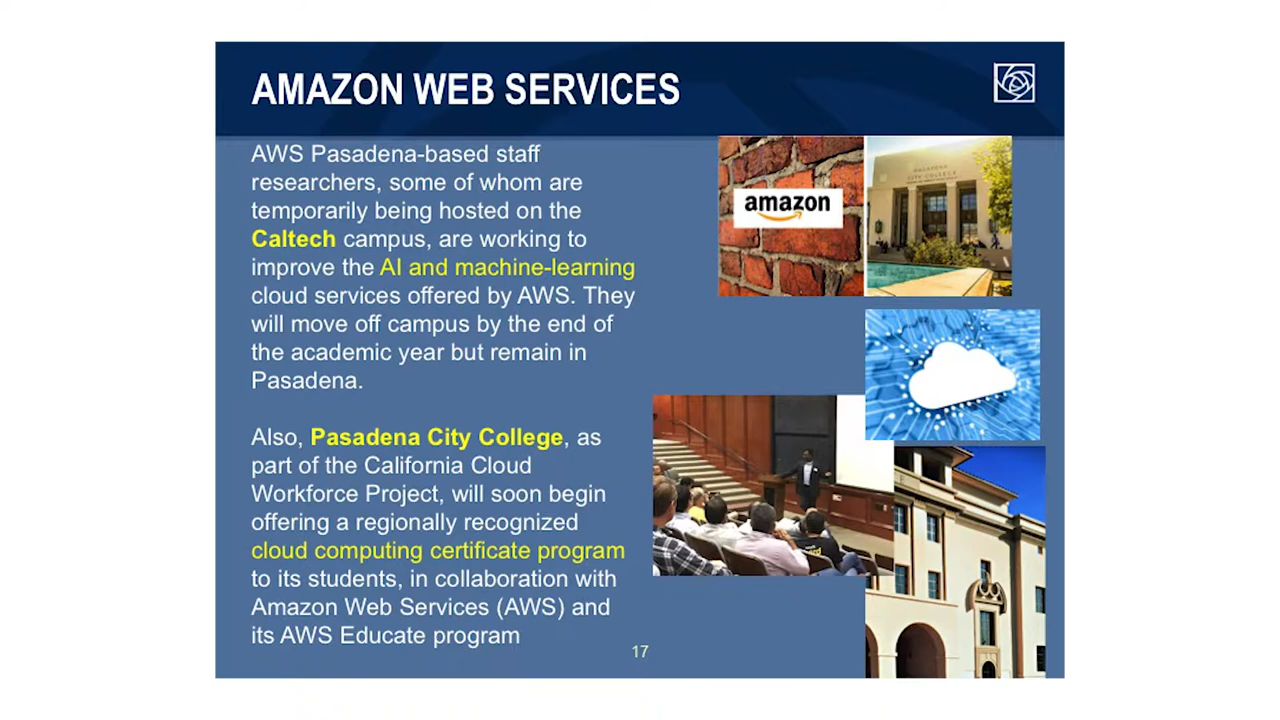 AMAZON WEB SERVICES
AWS Pasadena-based staff
researchers, some of whom are
temporarily being hosted on the
Caltech campus, are working to
improve the AI and machine-learning
cloud services offered by AWS. They
will move off campus by the end of
the academic year but remain in
Pasadena.
Also, Pasadena City College, as
part of the California Cloud
Workforce Project, will soon begin
offering a regionally recognized
cloud computing certificate program
to its students, in collaboration with
Amazon Web Services (AWS) and
its AWS Educate program
amazon
PASADENA
CITY COLLEGE
17